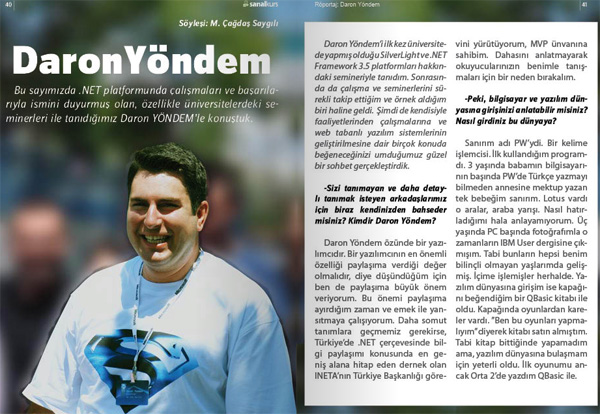 40
sanalkurs
Röportaj: Daron Yöndem
41
Söyleşi: M. Çağdaş Saygılı
DaronYöndem
Bu sayımızda .NET platformunda çalışmaları ve başarıla-
rıyla ismini duyurmuş olan, özellikle üniversitelerdeki se-
minerleri ile tanıdığımız Daron YÖNDEM'le konuştuk.
Daron Yöndem'i ilk kez üniversite-
de yapmış olduğu SilverLight ve .NET
Framework 3.5 platformları hakkın-
daki semineriyle tanıdım. Sonrasın-
da da çalışma ve seminerlerini sü-
rekli takip ettiğim ve örnek aldığım
biri haline geldi. Şimdi de kendisiyle
faaliyetlerinden çalışmalarına ve
web tabanlı yazılım sistemlerinin
geliştirilmesine dair birçok konuda
beğeneceğinizi umduğumuz güzel
bir sohbet gerçekleştirdik.
-Sizi tanımayan ve daha detay-
lı tanımak isteyen arkadaşlarımız
için biraz kendinizden bahseder
misiniz? Kimdir Daron Yöndem?
Daron Yöndem özünde bir yazı-
lımcıdır. Bir yazılımcının en önemli
özelliği paylaşıma verdiği değer
olmalıdır, diye düşündüğüm için
ben de paylaşıma büyük önem
veriyorum. Bu önemi paylaşıma
ayırdığım zaman ve emek ile yan-
sıtmaya çalışıyorum. Daha somut
tanımlara geçmemiz gerekirse,
Türkiye'de .NET çerçevesinde bil-
gi paylaşımı konusunda en ge-
niş alana hitap eden dernek olan
INETA'nın Türkiye Başkanlığı göre-
vini yürütüyorum, MVP ünvanına
sahibim. Dahasını anlatmayarak
okuyucularınızın benimle tanış-
maları için bir neden bırakalım.
-Peki, bilgisayar ve yazılım dün-
yasına girişinizi anlatabilir misiniz?
Nasıl girdiniz bu dünyaya?
Sanırım adı PW'ydi. Bir kelime
işlemcisi. İlk kullandığım program-
dı. 3 yaşında babamın bilgisayarı-
nın başında PW'de Türkçe yazmayı
bilmeden annesine mektup yazan
tek bebeğim sanırım. Lotus vardı
o aralar, araba yarışı. Nasıl hatır-
ladığımı hala anlayamıyorum. Üç
yaşında PC başında fotoğrafımla o
zamanların IBM User dergisine çık-
mışım. Tabi bunların hepsi benim
bilinçli olmayan yaşlarımda geliş-
miş. İçime işlemişler herhalde. Ya-
zılım dünyasına girişim ise kapağı-
nı beğendiğim bir QBasic kitabı ile
oldu. Kapağında oyunlardan kare-
ler vardı. "Ben bu oyunları yapma-
lıyım" diyerek kitabı satın almıştım.
Tabi kitap bittiğinde yapamadım
ama, yazılım dünyasına bulaşmam
için yeterli oldu. İlk oyunumu an-
cak Orta 2'de yazdım QBasic ile.